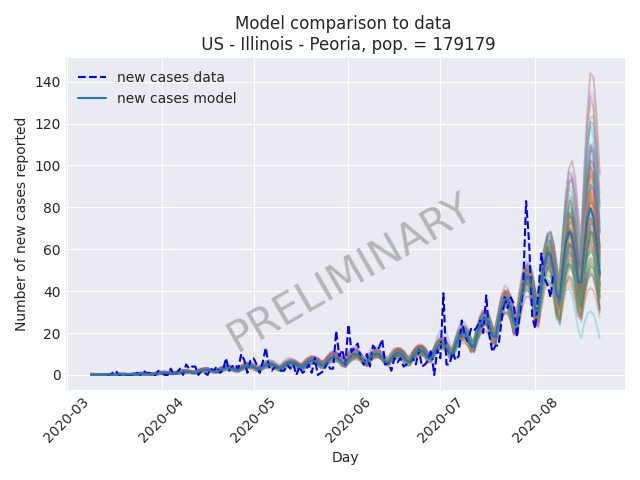 Model comparison to data
US - Illinois - Peoria, pop. = 179179
new cases data
new cases model
Number of new cases reported
140
120
100
80
60
40
20
0
PRELIMINARY
2020-03
2020-04
2020-05
2020-06
2020-07
2020-08
Day